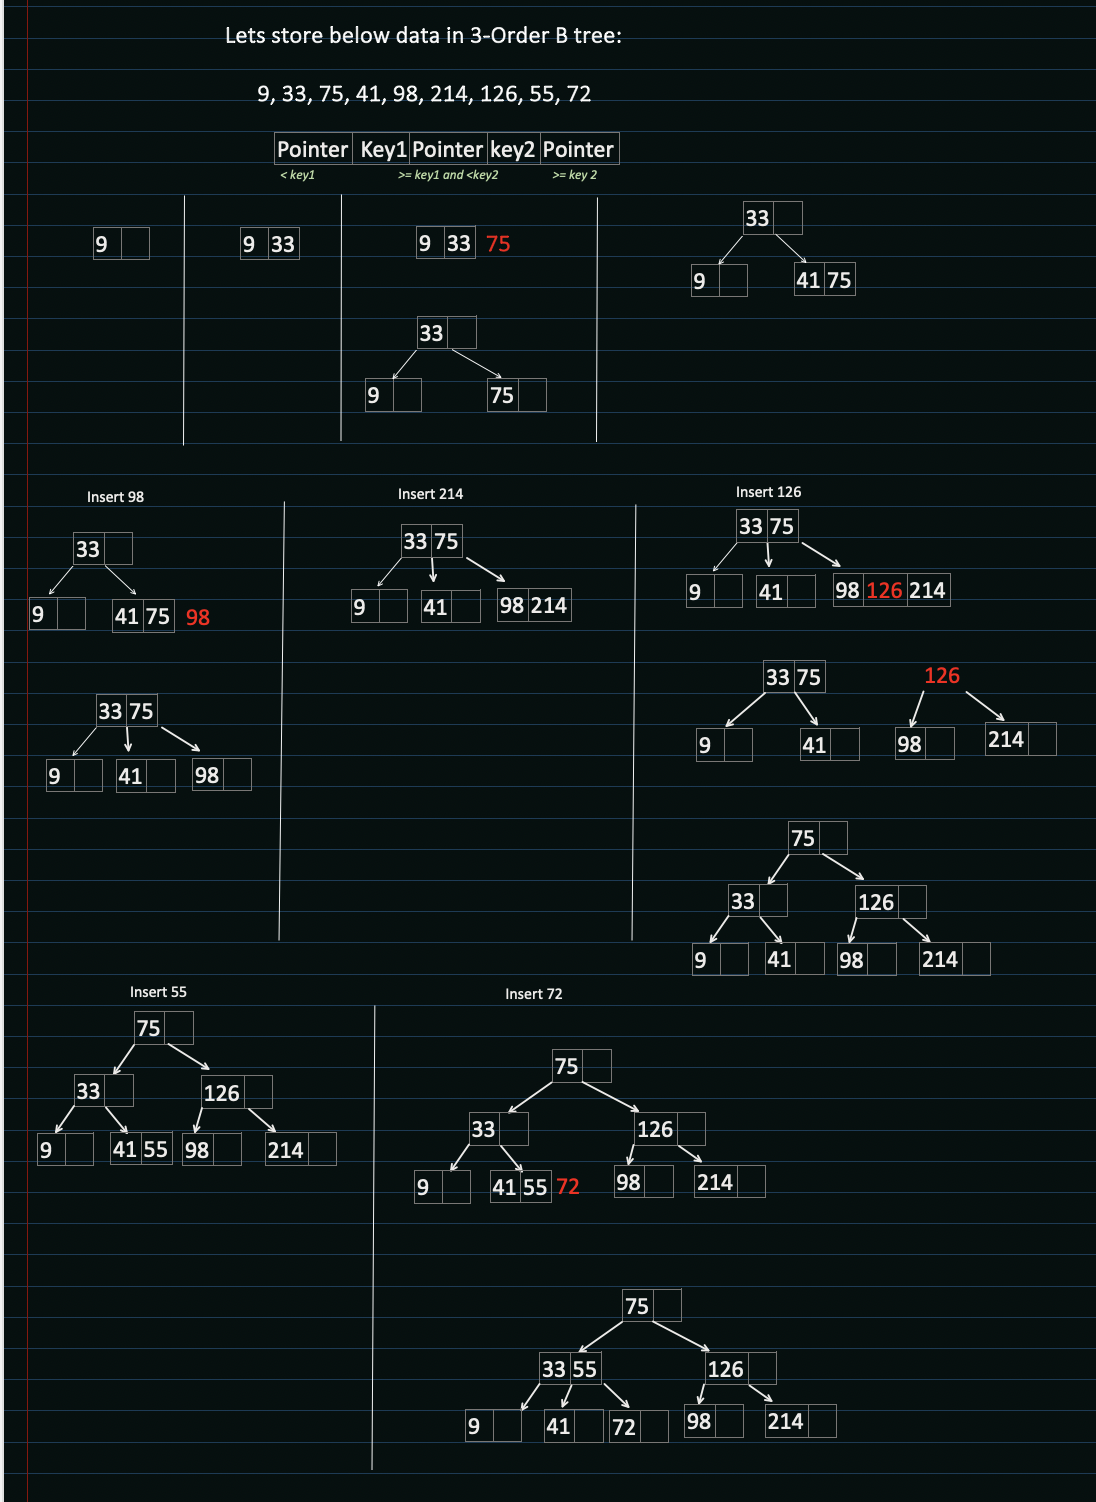 Lets store below data in 3-Order B tree:
9, 33, 75, 41, 98, 214, 126, 55, 72
Pointer Key1 Pointer key2 Pointer
< key1 >= key1 and <key2 >= key 2
9
9 33
9 33 75
33
9 75
33
9 41 75
Insert 98
33
9 41 75 98
33 75
9 41 98
Insert 214
33 75
9 41 98 214
Insert 126
33 75
9 41 98 126 214
33 75 126
9 41 98 214
75
33 126
9 41 98 214
Insert 55
75
33 126
9 41 55 98 214
Insert 72
75
33 126
9 41 55 72 98 214
75
33 55 126
9 41 72 98 214